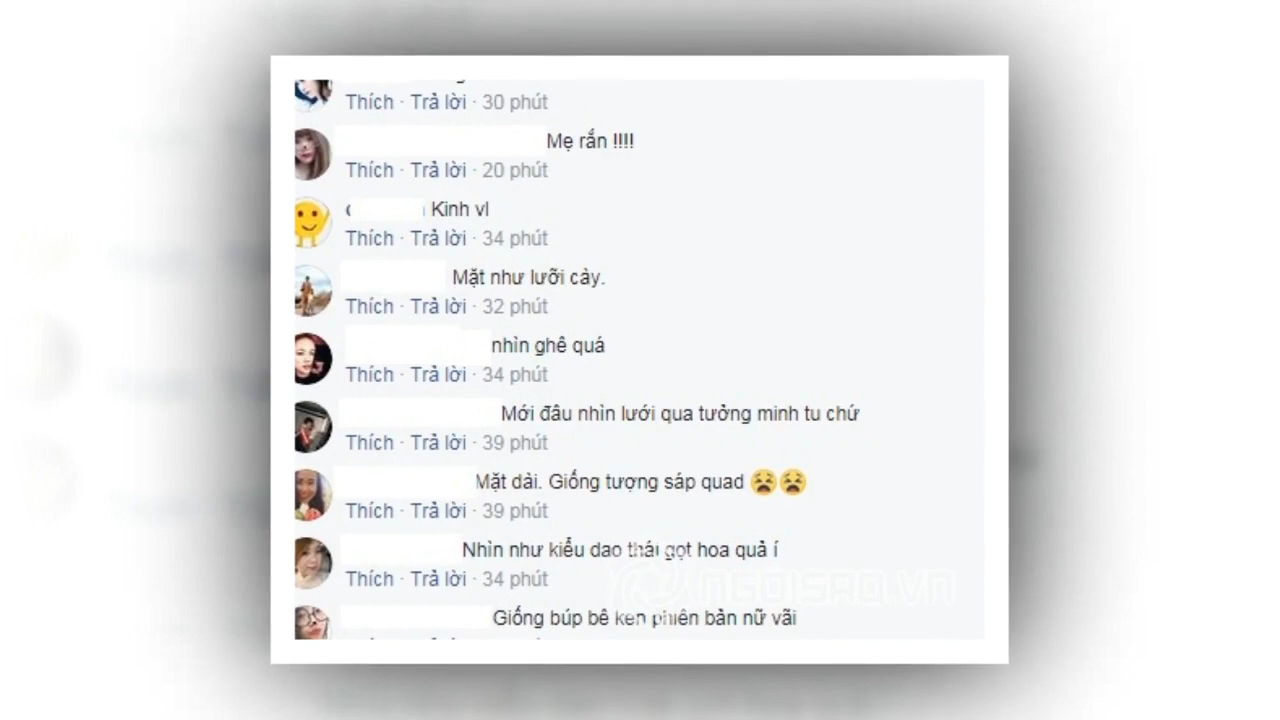 Thích · Trả lời · 30 phút
Mẹ rắn !!!!
Thích · Trả lời · 20 phút
Kinh vl
Thích · Trả lời · 34 phút
Mặt như lưỡi cày.
Thích · Trả lời · 32 phút
nhìn ghê quá
Thích · Trả lời · 34 phút
Mới đâu nhìn lưới qua tưởng minh tu chứ
Thích · Trả lời · 39 phút
Mặt dài. Giống tượng sáp quad 😫😫
Thích · Trả lời · 39 phút
Nhìn như kiểu dao thái gọt hoa quả í
Thích · Trả lời · 34 phút
NGÔISAO.VN
Giống búp bê ken phiên bản nữ vãi